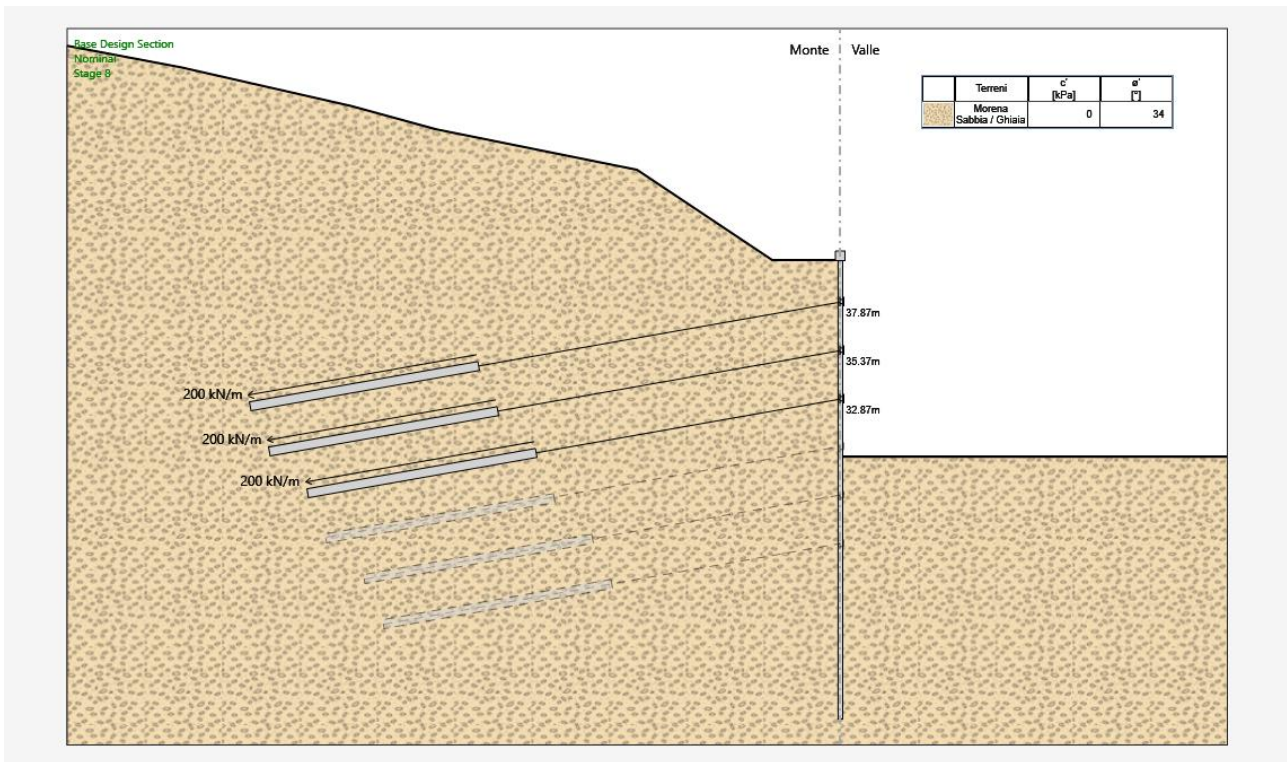 Base Design Section
Nominal
Stage 8
Monte
Valle
Terreni
c'
[kPa]
ø'
[°]
Morena
Sabbia / Ghiaia
0
34
37.87m
35.37m
32.87m
200 kN/m
200 kN/m
200 kN/m